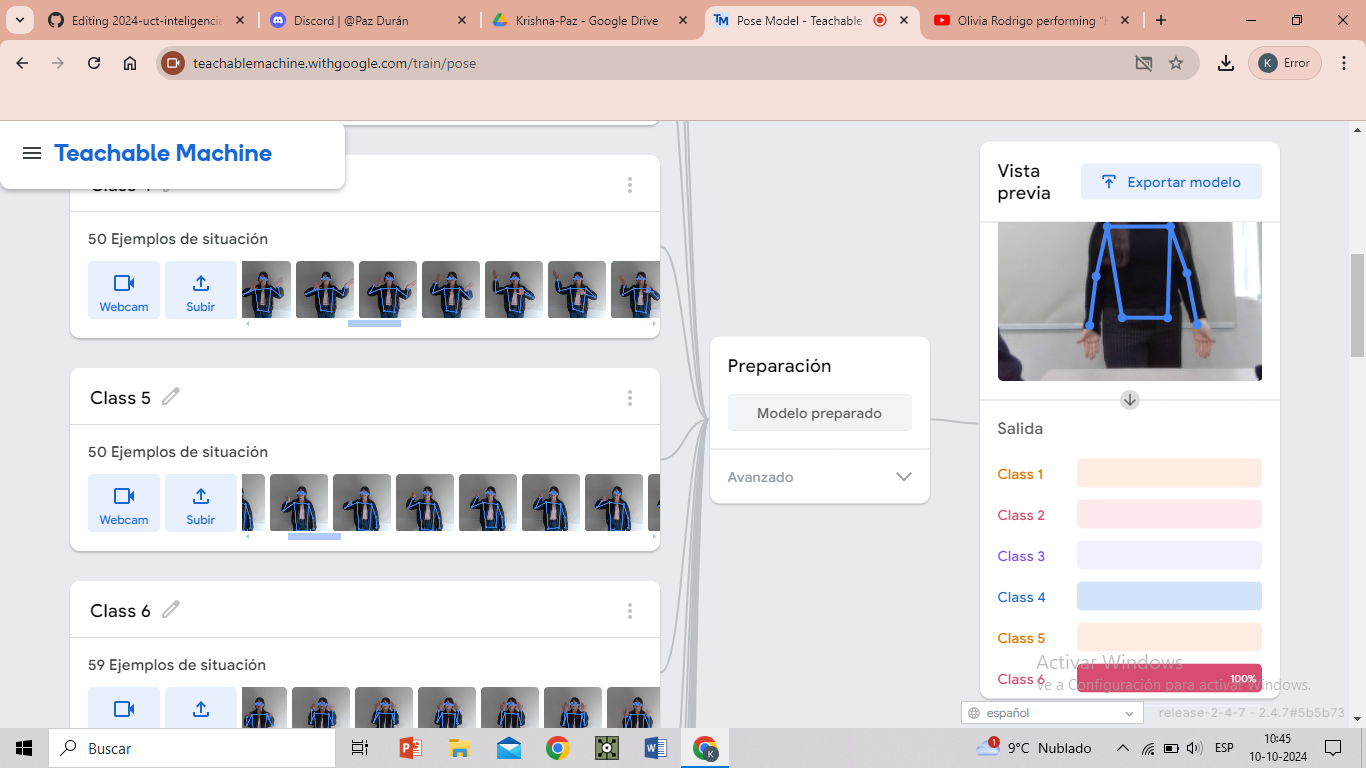 Editing 2024-uct-inteligencia
Discord | @Paz Durán
Krishna-Paz - Google Drive
Pose Model - Teachable
Olivia Rodrigo performing "H
teachablemachine.withgoogle.com/train/pose
K
Error
Teachable Machine
50 Ejemplos de situación
Webcam
Subir
Class 5
50 Ejemplos de situación
Webcam
Subir
Class 6
59 Ejemplos de situación
Preparación
Modelo preparado
Avanzado
Vista
previa
Exportar modelo
Salida
Class 1
Class 2
Class 3
Class 4
Class 5
Class 6
100%
Activar Windows
Ve a Configuración para activar Windows.
español
release-2-4-7 - 2.4.7#5b5b73
Buscar
1
9°C Nublado
ESP
10:45
10-10-2024